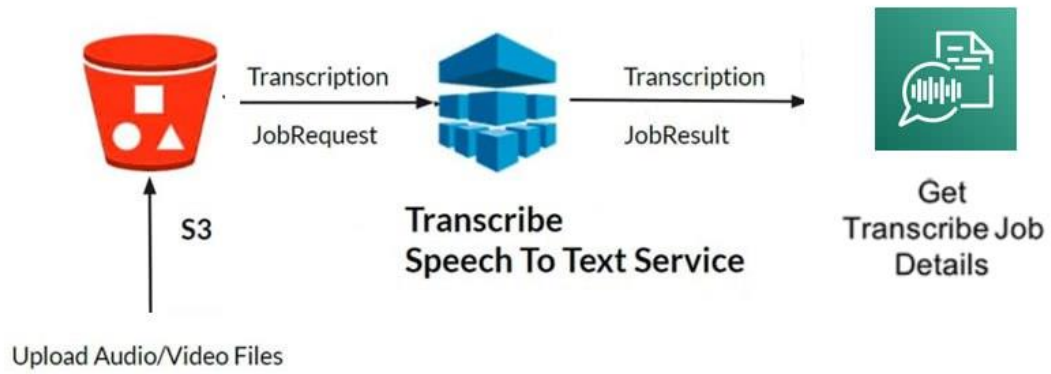 Transcription
JobRequest
Transcription
JobResult
S3
Transcribe
Speech To Text Service
Get
Transcribe Job
Details
Upload Audio/Video Files